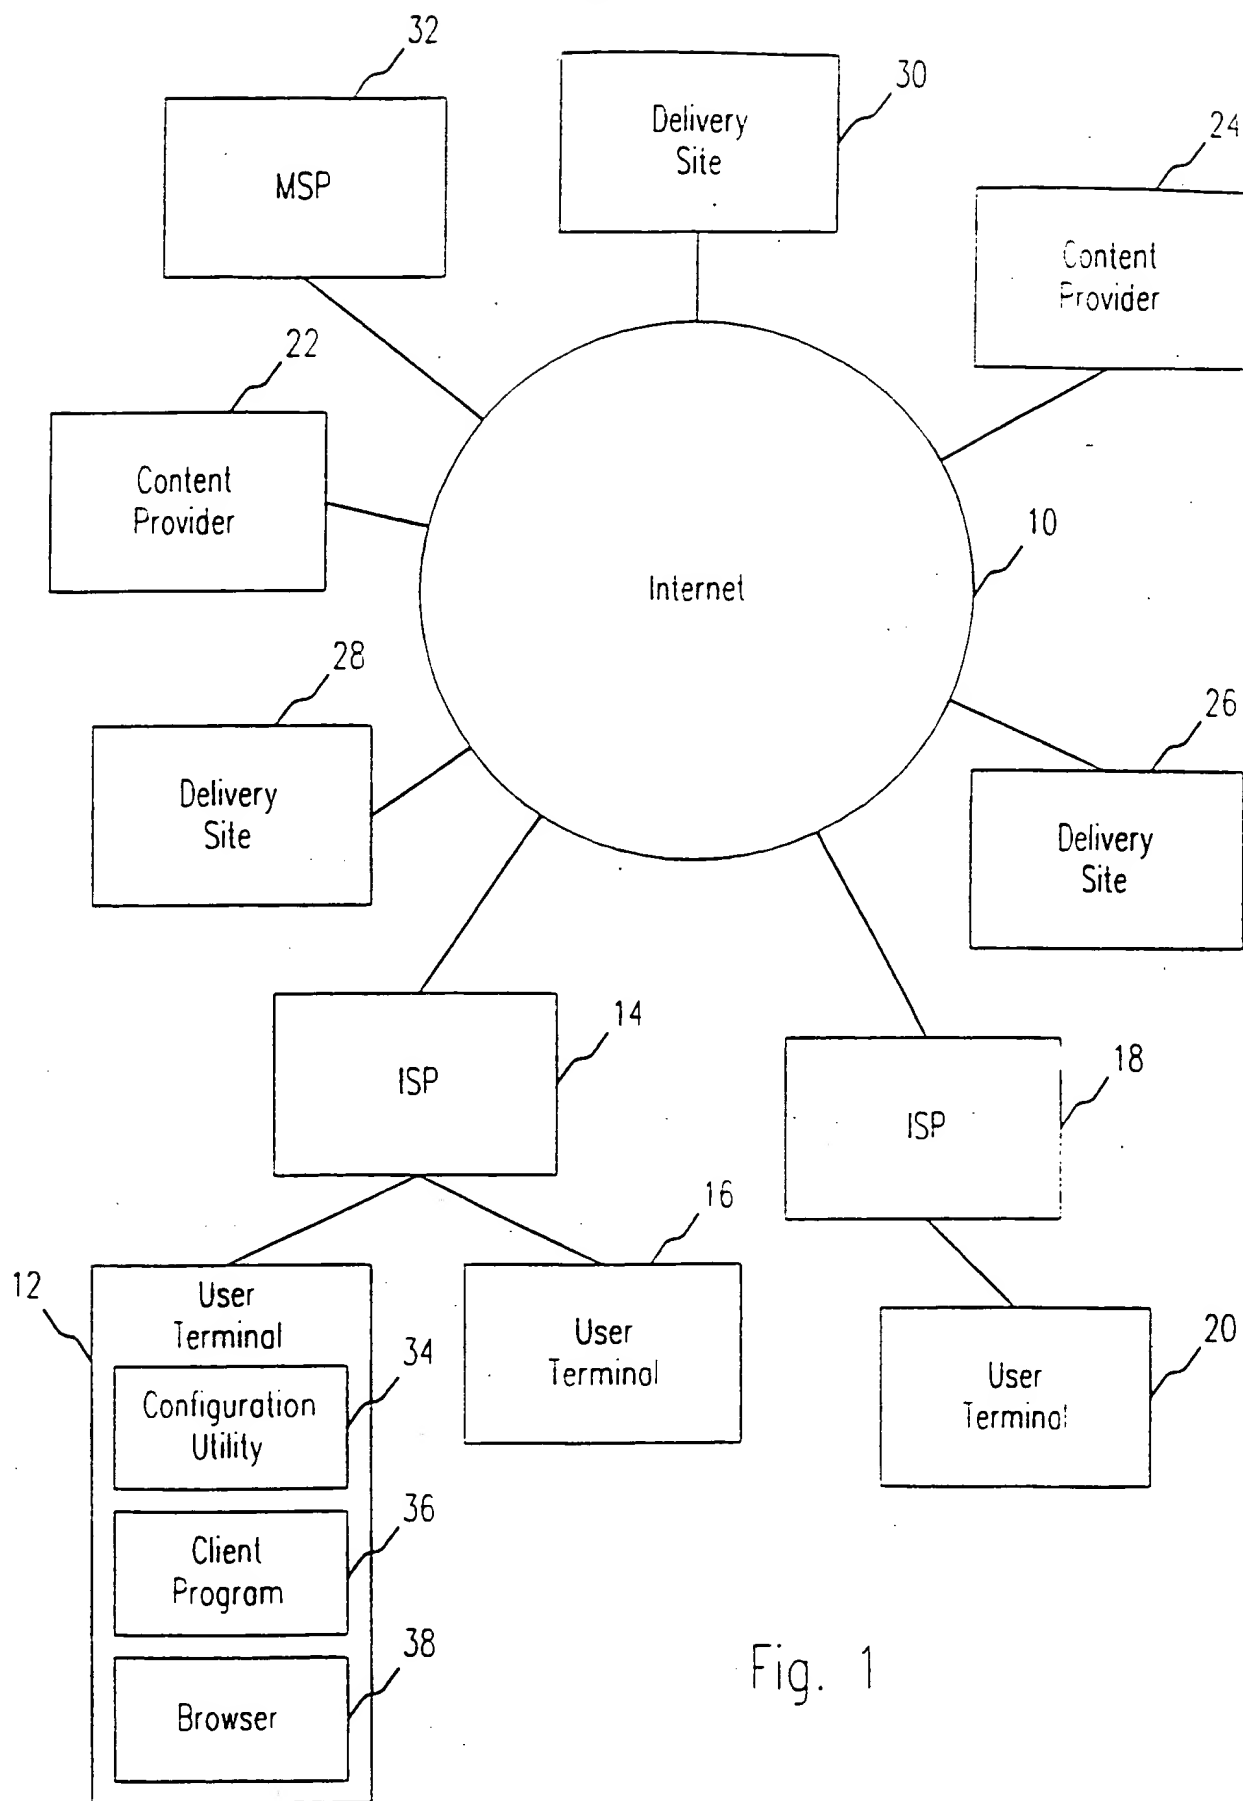 32
MSP
30
Delivery
Site
24
Content
Provider
22
Content
Provider
10
Internet
28
Delivery
Site
26
Delivery
Site
14
ISP
18
ISP
12
User
Terminal
34
Configuration
Utility
36
Client
Program
38
Browser
16
User
Terminal
20
User
Terminal
Fig. 1